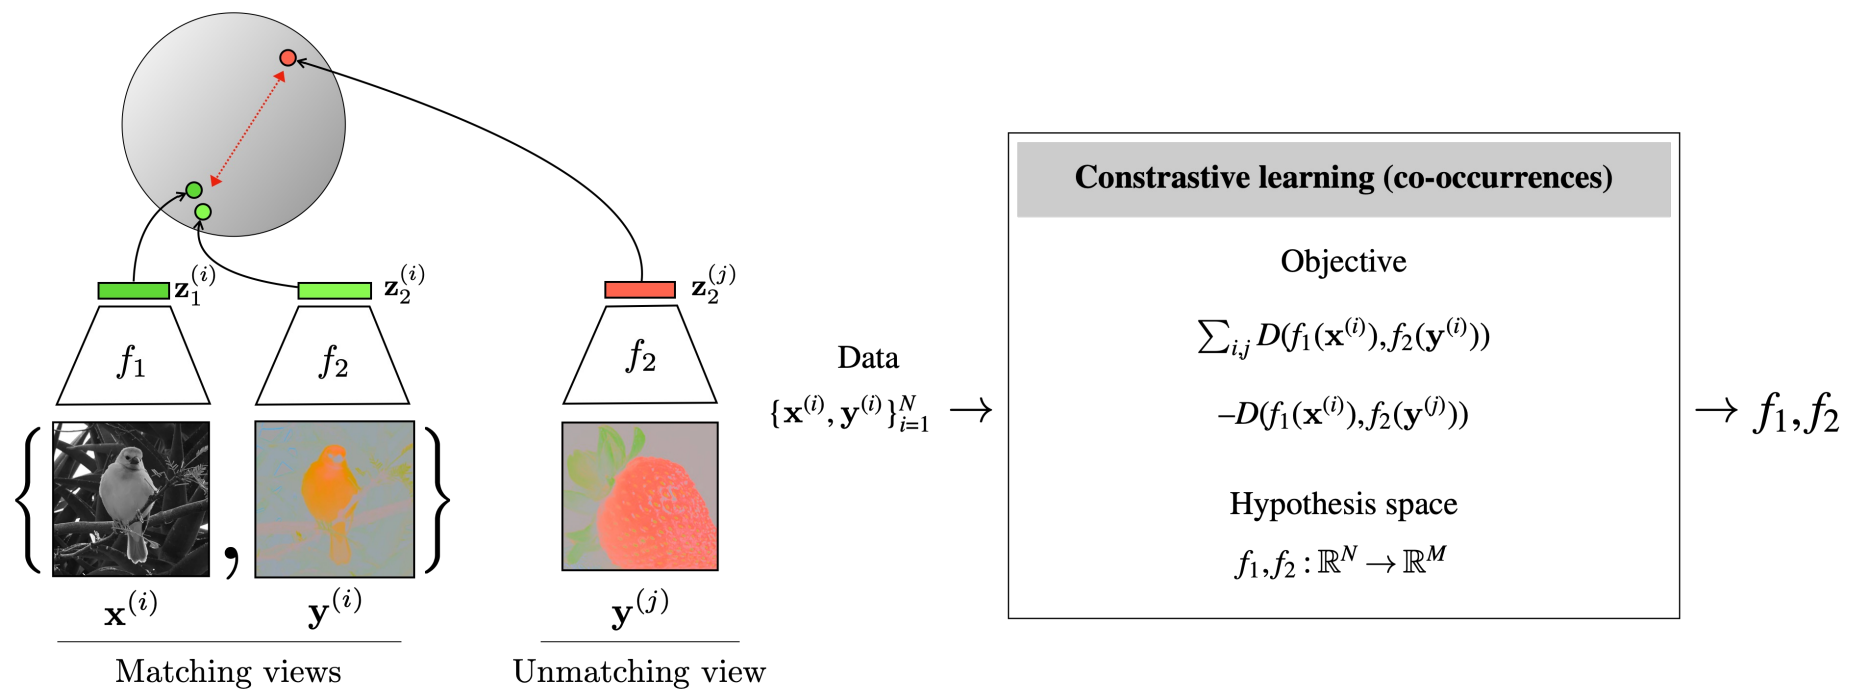 z₁⁽ⁱ⁾ z₂⁽ⁱ⁾ z₂⁽ʲ⁾
f₁ f₂ f₂
{ , }
x⁽ⁱ⁾ y⁽ⁱ⁾ y⁽ʲ⁾
Matching views
Unmatching view
Data
{x⁽ⁱ⁾, y⁽ⁱ⁾}ᵢ₌₁ᴺ →
Constrastive learning (co-occurrences)
Objective
∑ᵢ,ⱼ D(f₁(x⁽ⁱ⁾),f₂(y⁽ⁱ⁾))
–D(f₁(x⁽ⁱ⁾),f₂(y⁽ʲ⁾))
Hypothesis space
f₁,f₂ : ℝᴺ → ℝᴹ
→ f₁,f₂